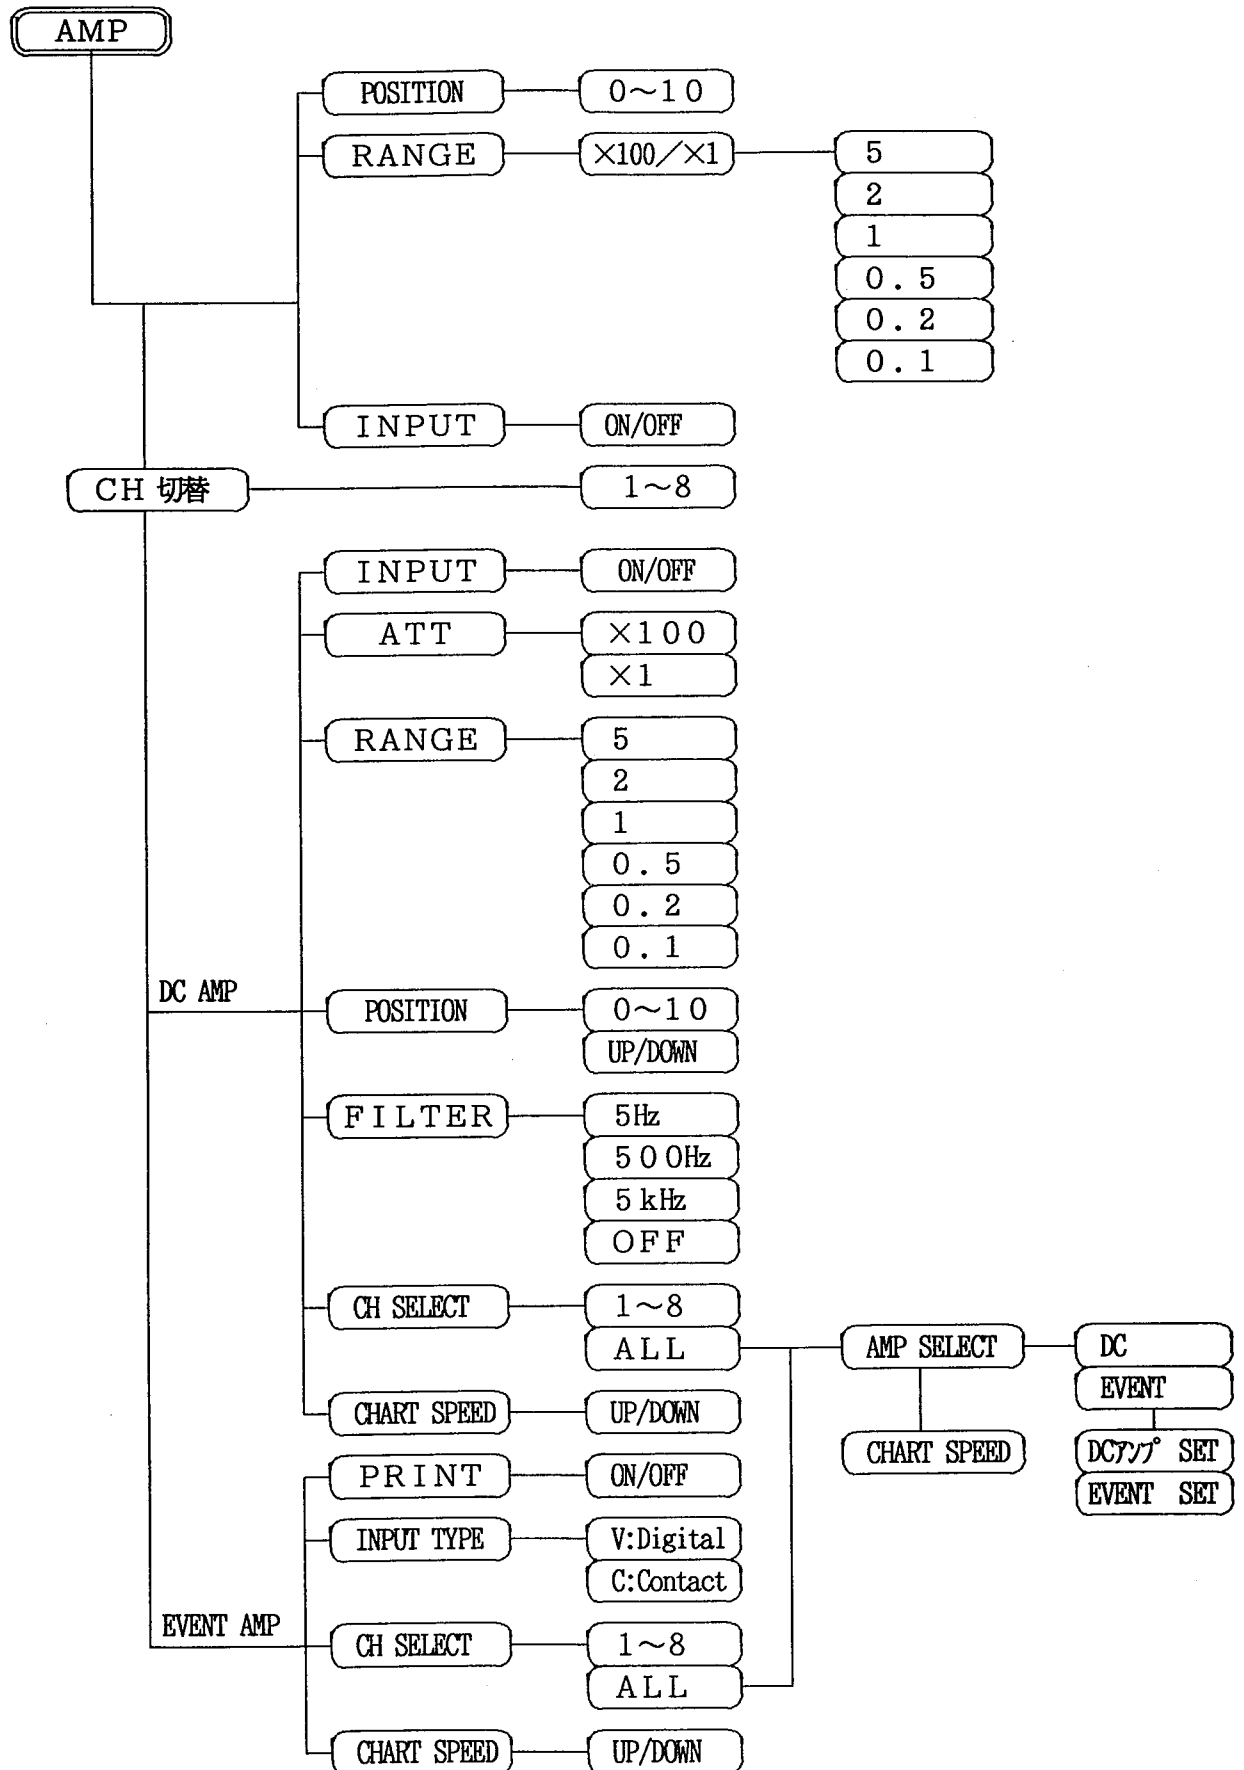 AMP
POSITION 0～10
RANGE ×100／×1 5
2
1
0.5
0.2
0.1
INPUT ON/OFF
CH 切替 1～8
INPUT ON/OFF
ATT ×100
×1
RANGE 5
2
1
0.5
0.2
0.1
DC AMP
POSITION 0～10
UP/DOWN
FILTER 5Hz
500Hz
5kHz
OFF
CH SELECT 1～8
ALL AMP SELECT DC
EVENT
CHART SPEED UP/DOWN
CHART SPEED DCｱﾝﾌﾟ SET
PRINT ON/OFF
EVENT SET
INPUT TYPE V:Digital
C:Contact
EVENT AMP
CH SELECT 1～8
ALL
CHART SPEED UP/DOWN